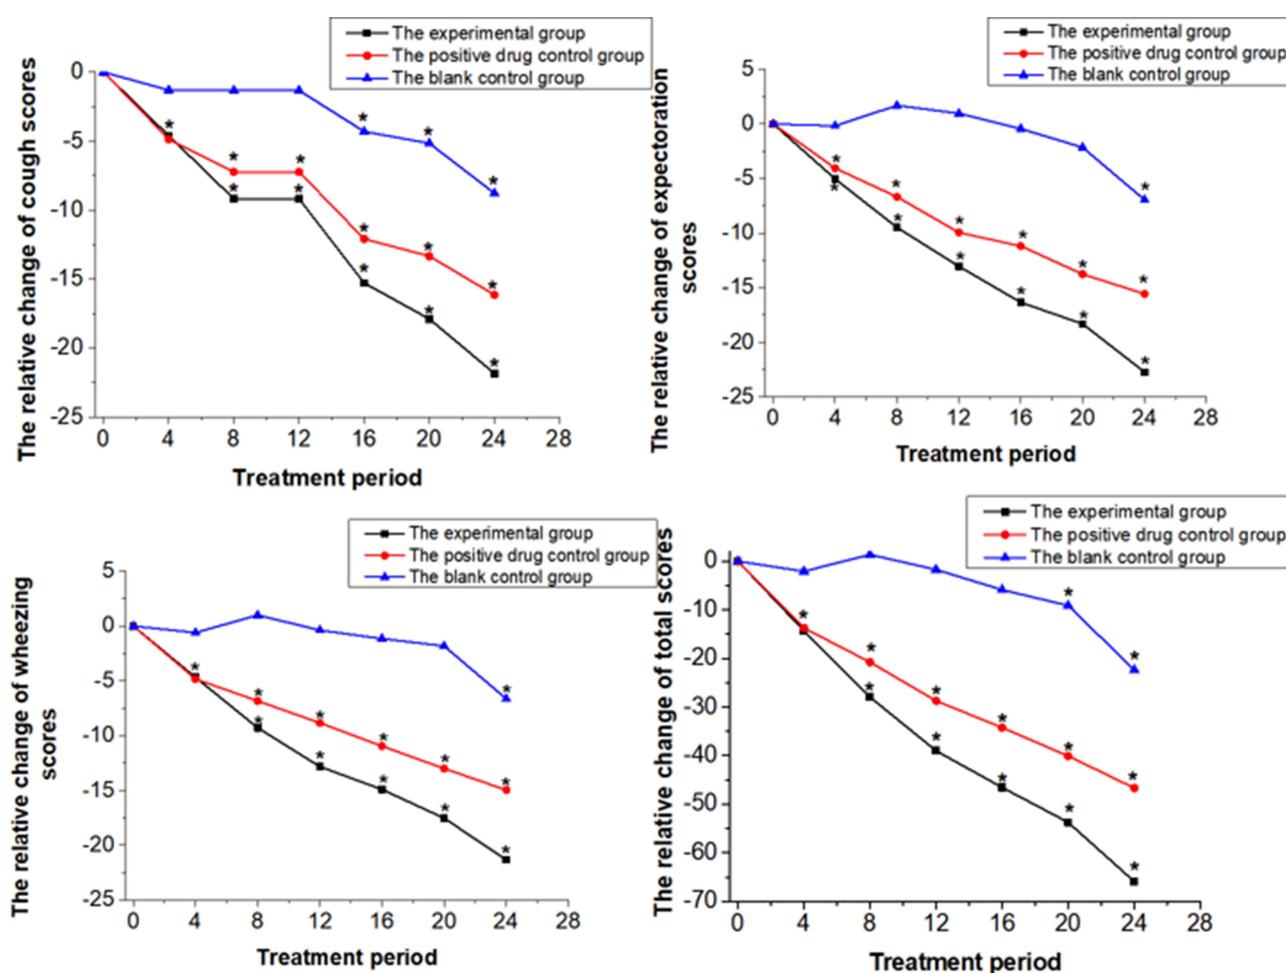 The experimental group
The positive drug control group
The blank control group
The relative change of cough scores
0
-5
-10
-15
-20
-25
* * * * * *
* * * * *
* * * *
0 4 8 12 16 20 24 28
Treatment period
The experimental group
The positive drug control group
The blank control group
The relative change of expectoration
scores
5
0
-5
-10
-15
-20
-25
* * * * * *
* * * * * *
*
0 4 8 12 16 20 24 28
Treatment period
The experimental group
The positive drug control group
The blank control group
The relative change of wheezing
scores
5
0
-5
-10
-15
-20
-25
* * * * * *
* * * * *
*
0 4 8 12 16 20 24 28
Treatment period
The experimental group
The positive drug control group
The blank control group
The relative change of total scores
0
-10
-20
-30
-40
-50
-60
-70
* * * * * *
* * * * *
* *
0 4 8 12 16 20 24 28
Treatment period